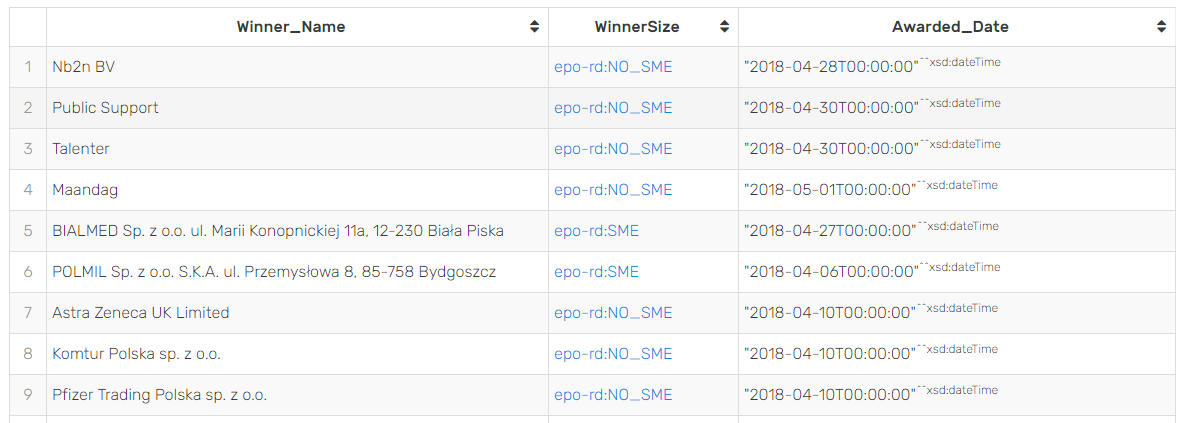 Winner_Name WinnerSize Awarded_Date
1 Nb2n BV epo-rd:NO_SME "2018-04-28T00:00:00"^^xsd:dateTime
2 Public Support epo-rd:NO_SME "2018-04-30T00:00:00"^^xsd:dateTime
3 Talenter epo-rd:NO_SME "2018-04-30T00:00:00"^^xsd:dateTime
4 Maandag epo-rd:NO_SME "2018-05-01T00:00:00"^^xsd:dateTime
5 BIALMED Sp. z o.o. ul. Marii Konopnickiej 11a, 12-230 Biała Piska epo-rd:SME "2018-04-27T00:00:00"^^xsd:dateTime
6 POLMIL Sp. z o.o. S.K.A. ul. Przemysłowa 8, 85-758 Bydgoszcz epo-rd:SME "2018-04-06T00:00:00"^^xsd:dateTime
7 Astra Zeneca UK Limited epo-rd:NO_SME "2018-04-10T00:00:00"^^xsd:dateTime
8 Komtur Polska sp. z o.o. epo-rd:NO_SME "2018-04-10T00:00:00"^^xsd:dateTime
9 Pfizer Trading Polska sp. z o.o. epo-rd:NO_SME "2018-04-10T00:00:00"^^xsd:dateTime